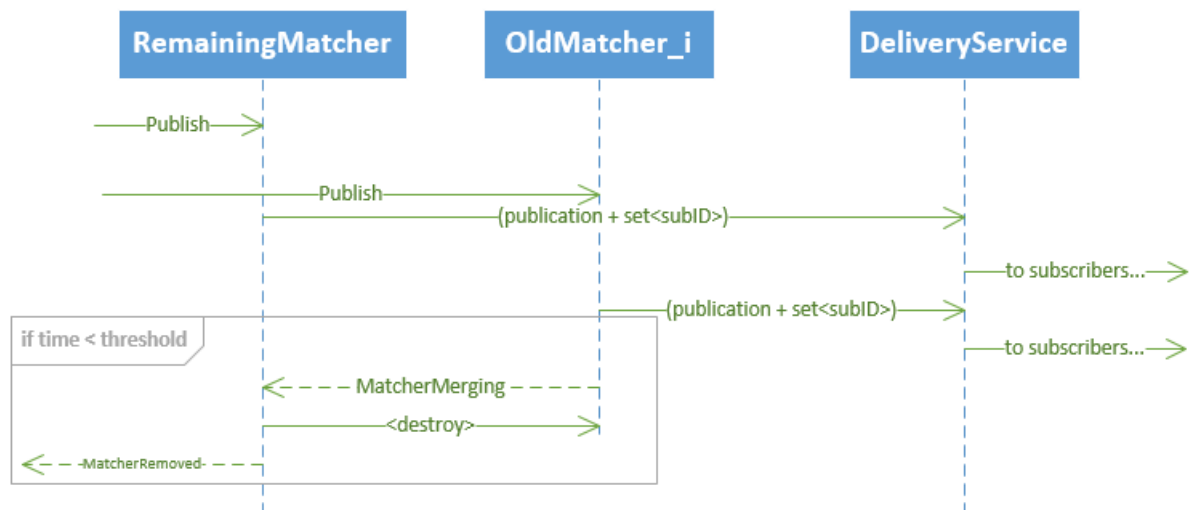 RemainingMatcher
OldMatcher_i
DeliveryService
Publish
Publish
(publication + set<subID>)
to subscribers...
(publication + set<subID>)
if time < threshold
to subscribers...
MatcherMerging
<destroy>
MatcherRemoved